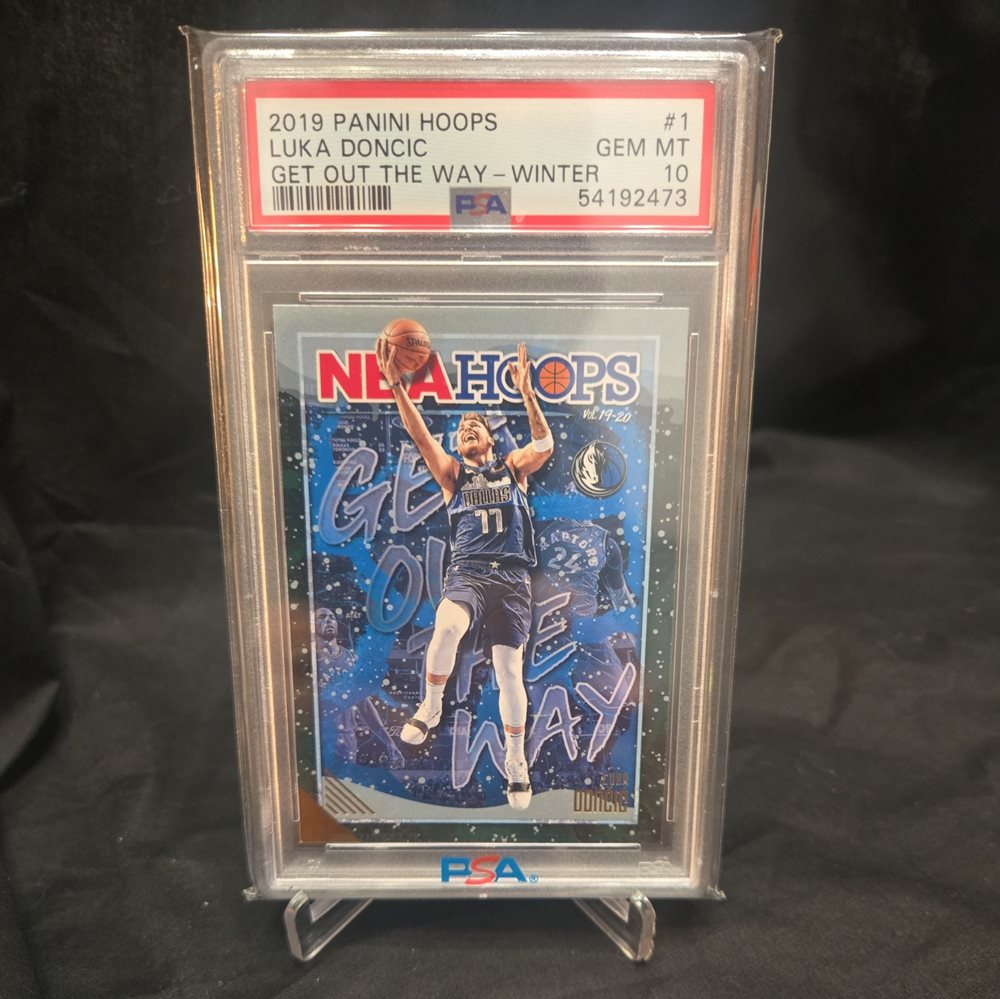 2019 PANINI HOOPS #1
LUKA DONCIC GEM MT
GET OUT THE WAY – WINTER 10
PSA 54192473
SPALDING
NBA HOOPS
VOL. 19-20
GET
OUT
THE
WAY
DALLAS
77
RAPTORS
24
LUKA
DONCIC
PSA